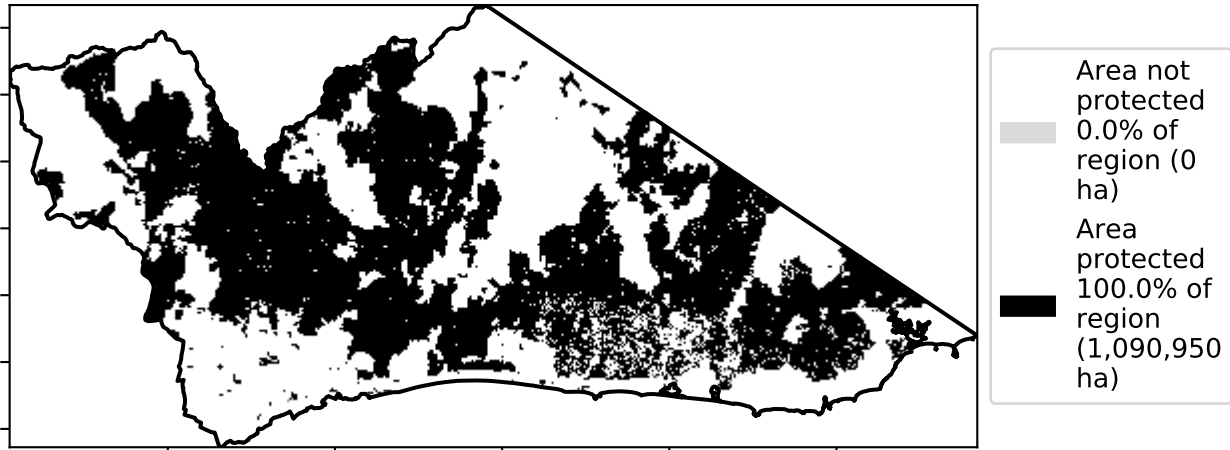 Area not
protected
0.0% of
region (0
ha)
Area
protected
100.0% of
region
(1,090,950
ha)